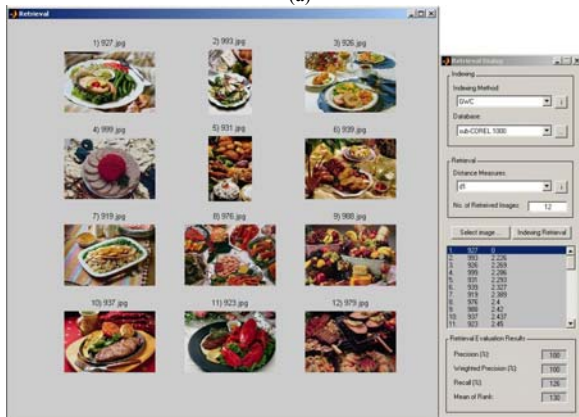 (a)
Retrieval
1) 927.jpg
2) 993.jpg
3) 926.jpg
4) 999.jpg
5) 931.jpg
6) 939.jpg
7) 919.jpg
8) 976.jpg
9) 988.jpg
10) 937.jpg
11) 923.jpg
12) 979.jpg
Retrieval Dialog
Indexing
Indexing Method:
GWC
i
Database:
sub-COREL 1000
...
Retrieval
Distance Measures:
d1
i
No. of Retrieved Images:
12
Select image...
Indexing Retrieval
1. 927 0
2. 993 2.226
3. 926 2.269
4. 999 2.286
5. 931 2.293
6. 939 2.327
7. 919 2.389
8. 976 2.4
9. 988 2.42
10. 937 2.437
11. 923 2.45
Retrieval Evaluation Results
Precision (%):
100
Weighted Precision (%):
100
Recall (%):
126
Mean of Rank:
130